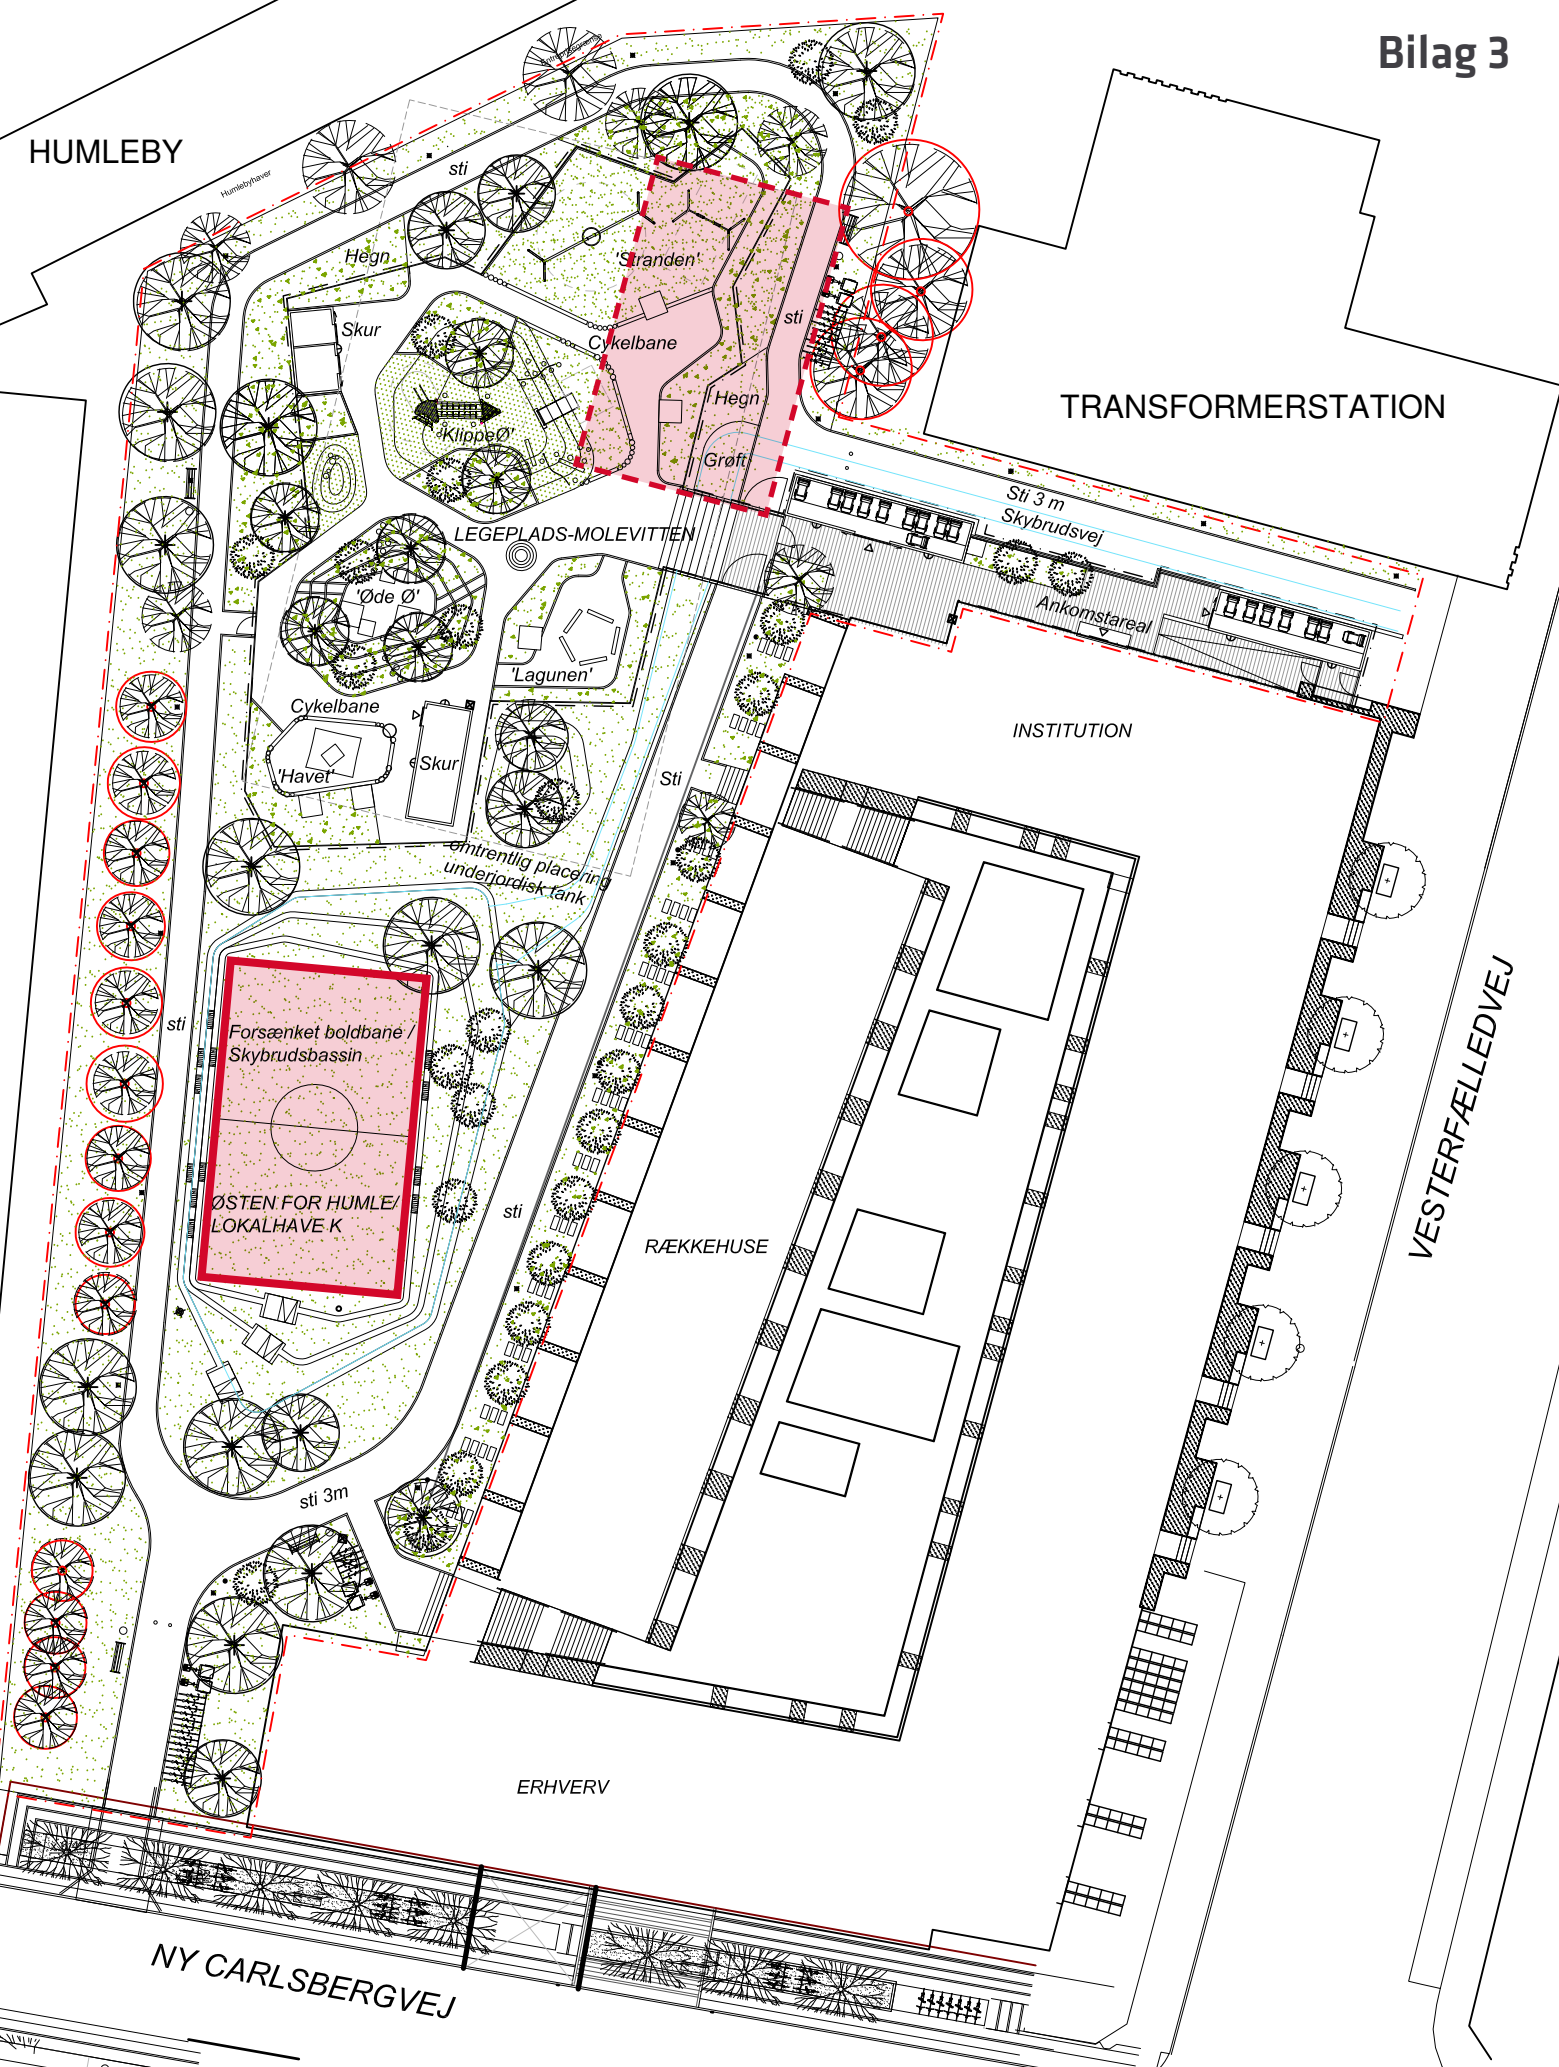 Bilag 3
HUMLEBY
Humlebyhaver
sti
Hegn
'Stranden'
sti
sti
Skur
Cykelbane
Hegn
TRANSFORMERSTATION
'KlippeØ'
Grøft
Sti 3 m
Skybrudsvej
LEGEPLADS-MOLEVITTEN
'Øde Ø'
Ankomstareal
'Lagunen'
Cykelbane
INSTITUTION
'Havet'
Skur
Sti
omtrentlig placering
underjordisk tank
sti
Forsænket boldbane /
Skybrudsbassin
VESTERFÆLLEDVEJ
ØSTEN FOR HUMLE/
LOKALHAVE K
sti
RÆKKEHUSE
sti 3m
ERHVERV
NY CARLSBERGVEJ